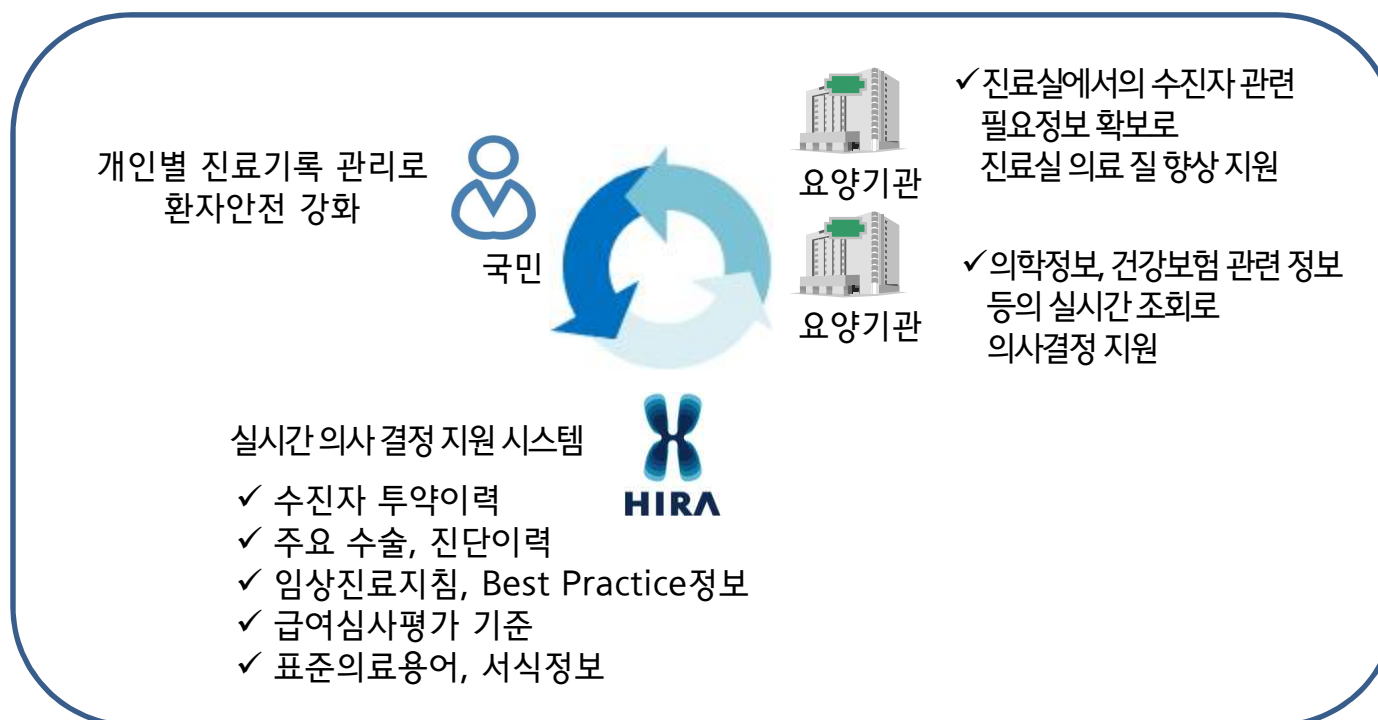 개인별 진료기록 관리로
환자안전 강화
국민
요양기관
✓진료실에서의 수진자 관련
필요정보 확보로
진료실 의료 질 향상 지원
요양기관
✓의학정보, 건강보험 관련 정보
등의 실시간 조회로
의사결정 지원
HIRA
실시간 의사 결정 지원 시스템
✓ 수진자 투약이력
✓ 주요 수술, 진단이력
✓ 임상진료지침, Best Practice정보
✓ 급여심사평가 기준
✓ 표준의료용어, 서식정보